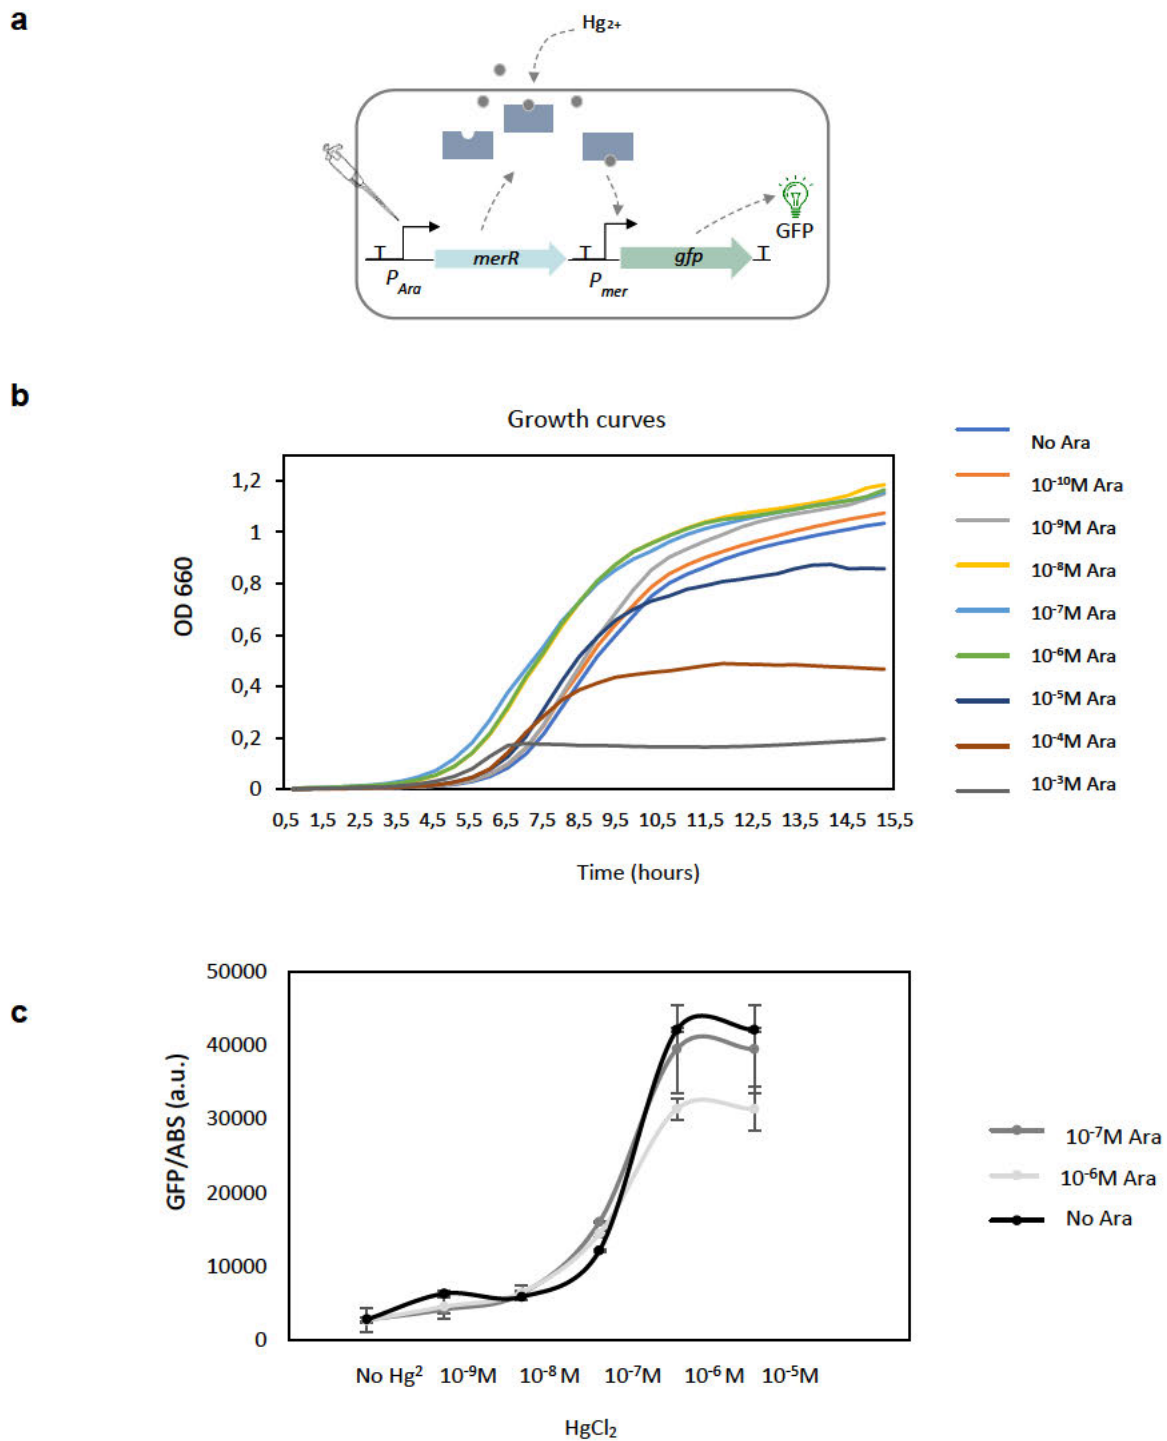 a
Hg2+
GFP
T
merR
T
gfp
T
PAra
Pmer
b
Growth curves
OD 660
1,2
1
0,8
0,6
0,4
0,2
0
0,5 1,5 2,5 3,5 4,5 5,5 6,5 7,5 8,5 9,5 10,5 11,5 12,5 13,5 14,5 15,5
Time (hours)
No Ara
10-10M Ara
10-9M Ara
10-8M Ara
10-7M Ara
10-6M Ara
10-5M Ara
10-4M Ara
10-3M Ara
c
GFP/ABS (a.u.)
50000
40000
30000
20000
10000
0
No Hg2 10-9M 10-8 M 10-7M 10-6 M 10-5M
HgCl2
10-7M Ara
10-6M Ara
No Ara